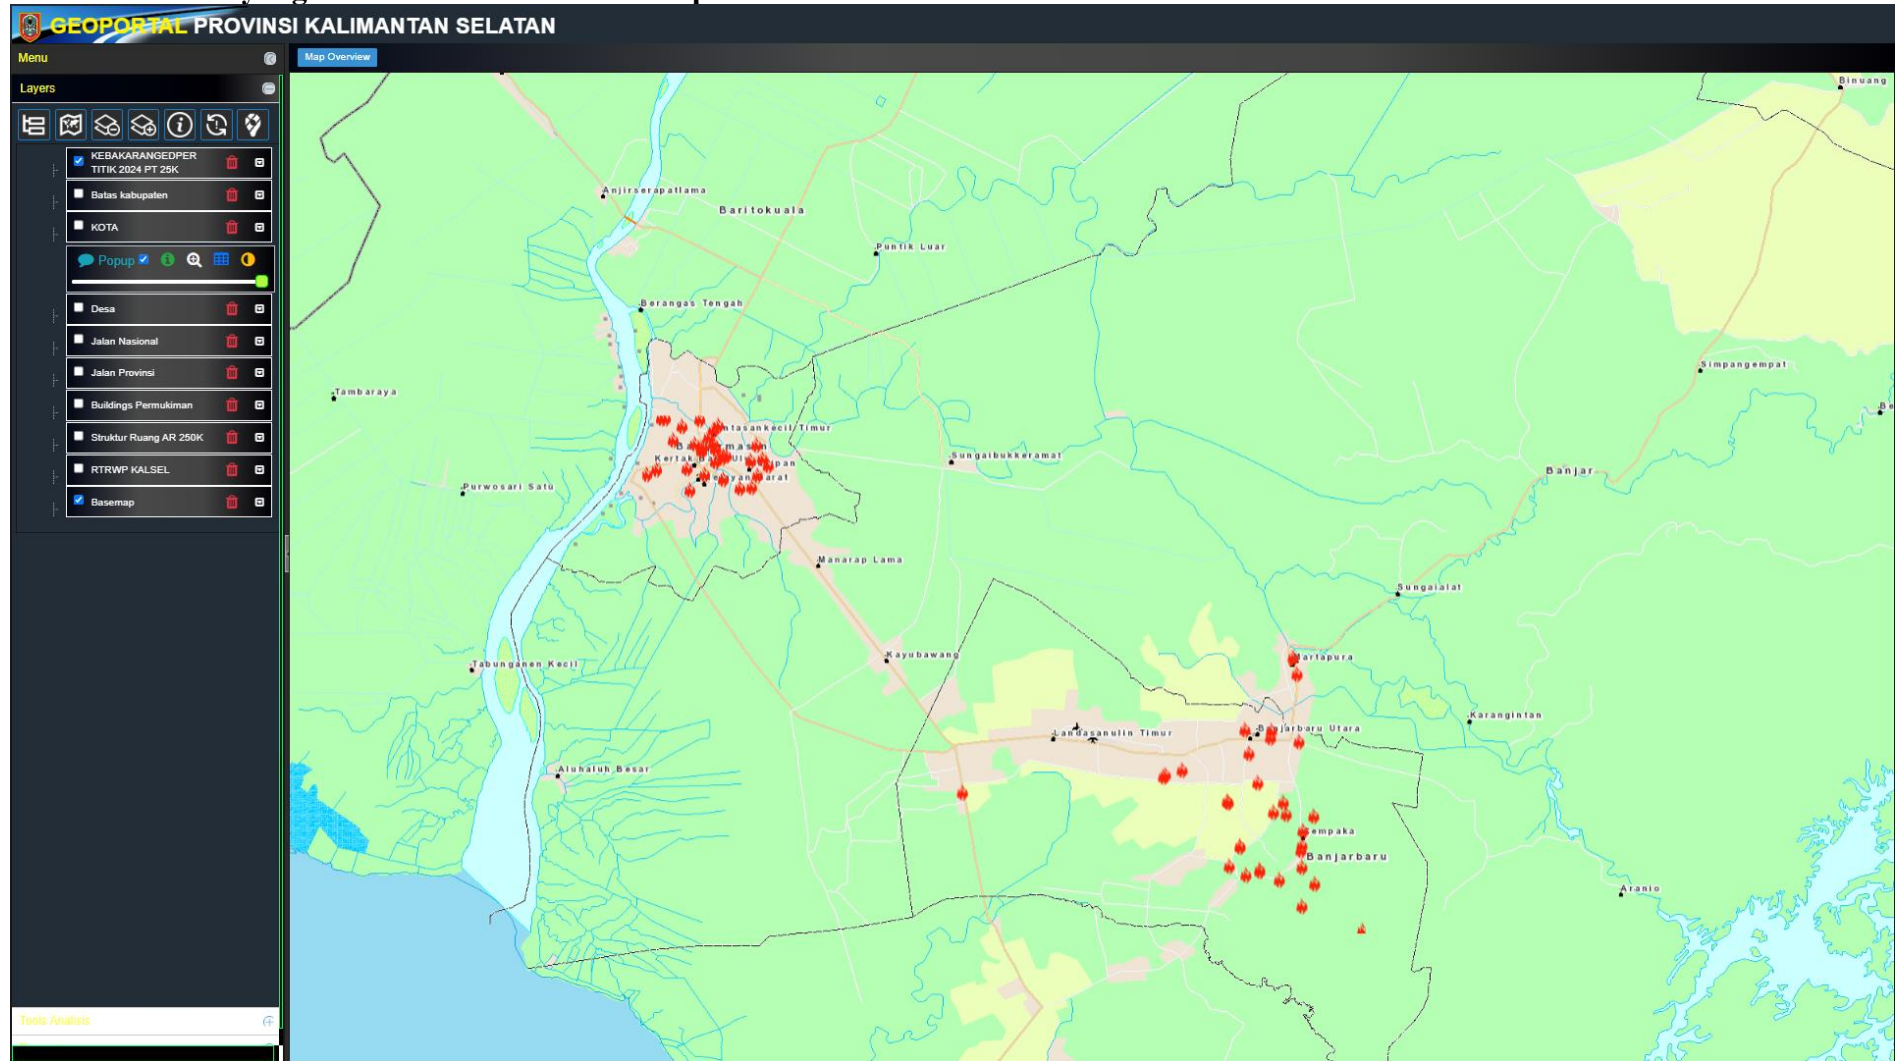 GEOPORTAL PROVINSI KALIMANTAN SELATAN
Menu
Map Overview
Layers
KEBAKARANGEDPER
TITIK 2024 PT 25K
Batas kabupaten
KOTA
Popup
Desa
Jalan Nasional
Jalan Provinsi
Buildings Permukiman
Struktur Ruang AR 250K
RTRWP KALSEL
Basemap
Tools Analisis
Binuang
Anjirserapatlama
Baritokuala
Puntik Luar
Berangas Tengah
Simpangempat
Tambaraya
Sungaibukkeramat
Banjar
Purwosari Satu
Manarap Lama
Sungaialat
Kayubawang
Tabunganen Kecil
Martapura
Karangintan
Landasanulin Timur
Banjarbaru Utara
Aluhaluh Besar
Cempaka
Banjarbaru
Aranio